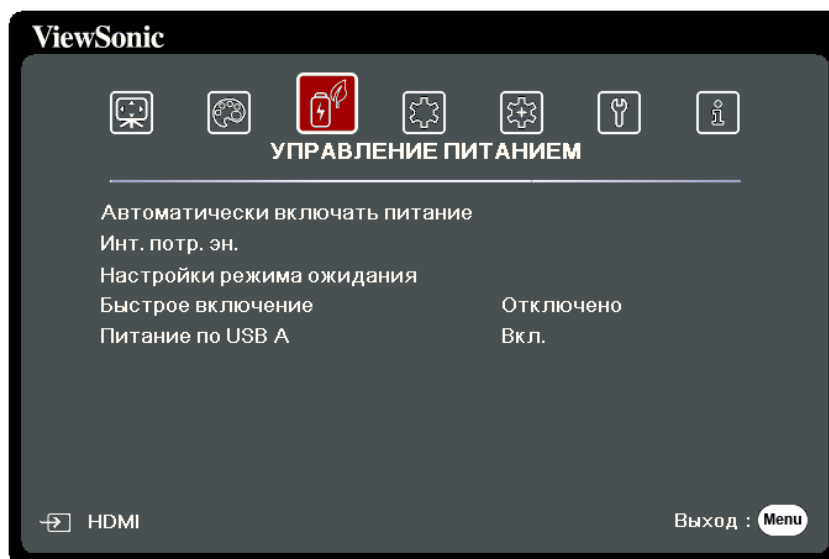 ViewSonic
УПРАВЛЕНИЕ ПИТАНИЕМ
Автоматически включать питание
Инт. потр. эн.
Настройки режима ожидания
Быстрое включение Отключено
Питание по USB A Вкл.
HDMI Выход : Menu